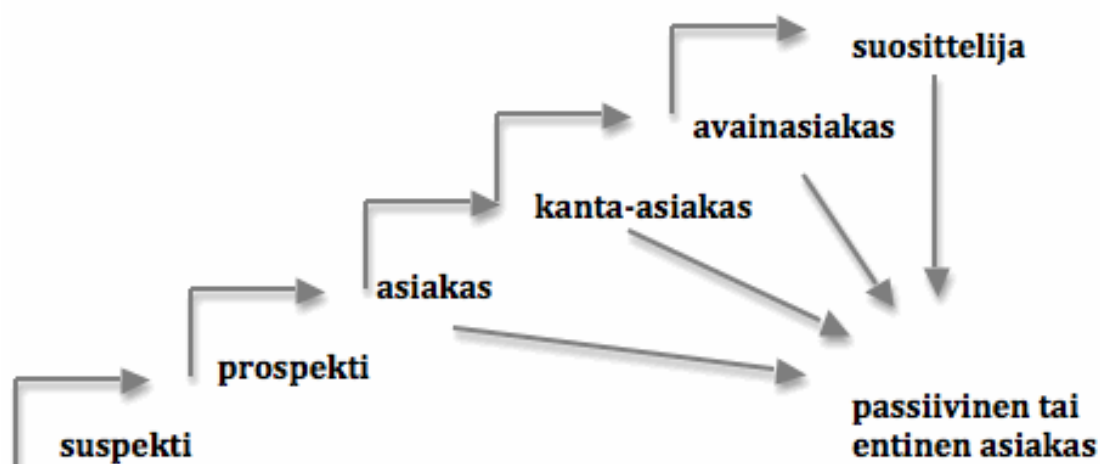 suosittelija
avainasiakas
kanta-asiakas
asiakas
prospekti
suspekti
passiivinen tai
entinen asiakas